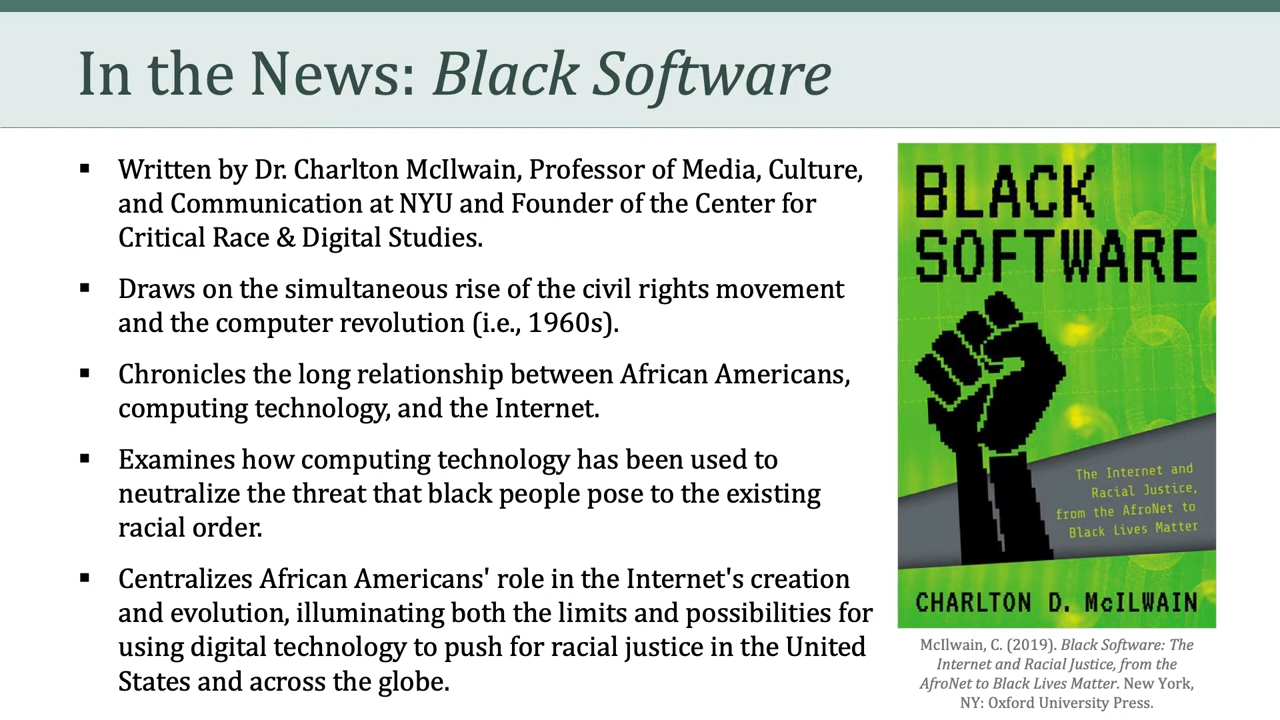 In the News: Black Software
▪ Written by Dr. Charlton McIlwain, Professor of Media, Culture,
and Communication at NYU and Founder of the Center for
Critical Race & Digital Studies.
▪ Draws on the simultaneous rise of the civil rights movement
and the computer revolution (i.e., 1960s).
▪ Chronicles the long relationship between African Americans,
computing technology, and the Internet.
▪ Examines how computing technology has been used to
neutralize the threat that black people pose to the existing
racial order.
▪ Centralizes African Americans' role in the Internet's creation
and evolution, illuminating both the limits and possibilities for
using digital technology to push for racial justice in the United
States and across the globe.
BLACK
SOFTWARE
The Internet and
Racial Justice,
from the AfroNet to
Black Lives Matter
CHARLTON D. McILWAIN
McIlwain, C. (2019). Black Software: The
Internet and Racial Justice, from the
AfroNet to Black Lives Matter. New York,
NY: Oxford University Press.